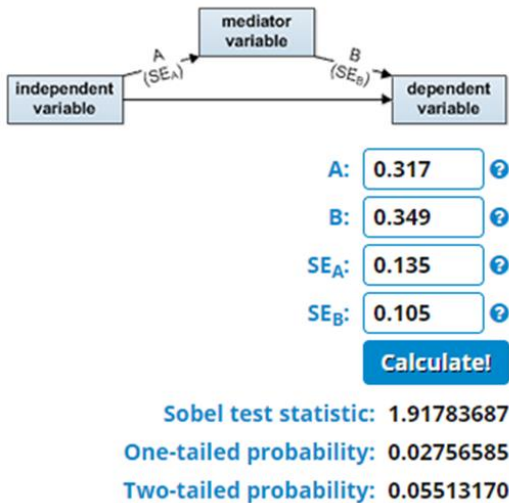 mediator
variable
A
(SEA)
B
(SEB)
independent
variable
dependent
variable
A: 0.317 ?
B: 0.349 ?
SEA: 0.135 ?
SEB: 0.105 ?
Calculate!
Sobel test statistic: 1.91783687
One-tailed probability: 0.02756585
Two-tailed probability: 0.05513170